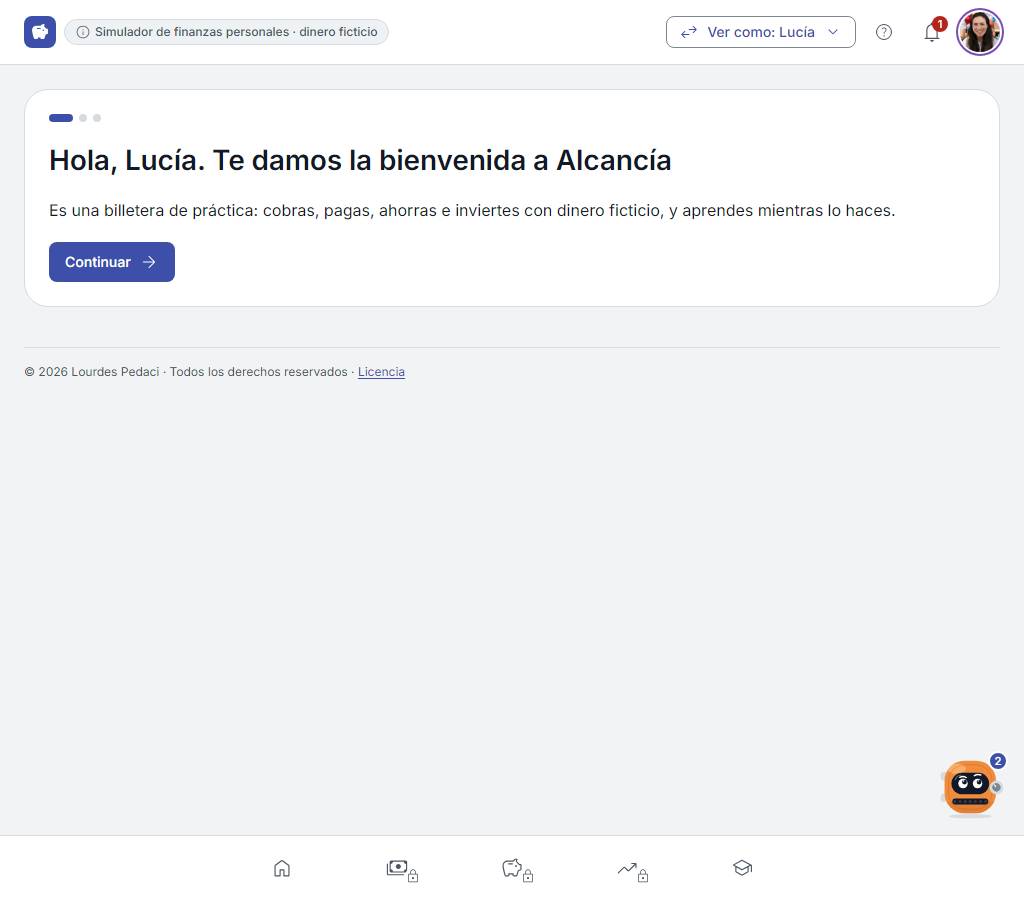 Simulador de finanzas personales · dinero ficticio
Ver como: Lucía
1
Hola, Lucía. Te damos la bienvenida a Alcancía
Es una billetera de práctica: cobras, pagas, ahorras e inviertes con dinero ficticio, y aprendes mientras lo haces.
Continuar
© 2026 Lourdes Pedaci · Todos los derechos reservados · Licencia
2